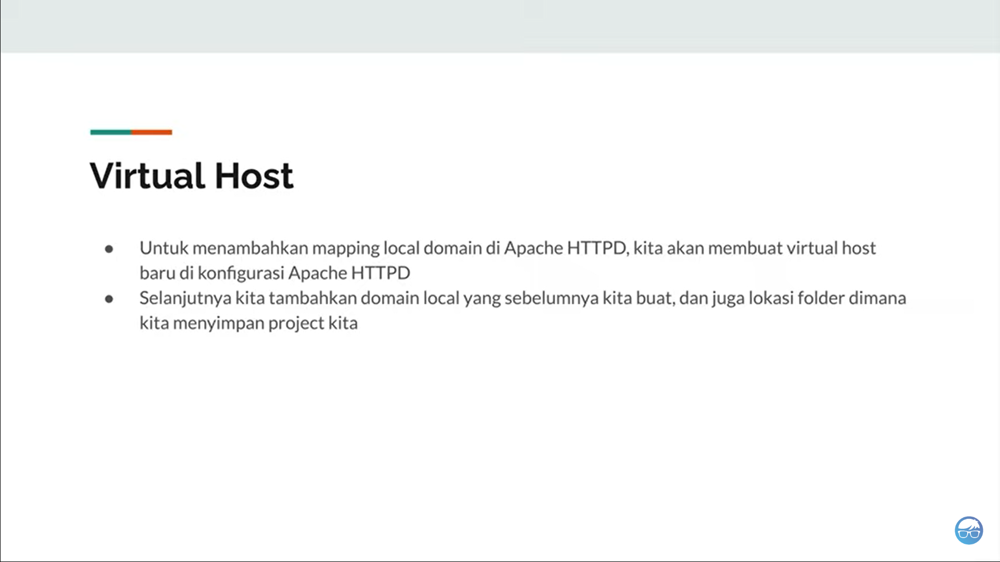 Virtual Host
● Untuk menambahkan mapping local domain di Apache HTTPD, kita akan membuat virtual host
baru di konfigurasi Apache HTTPD
● Selanjutnya kita tambahkan domain local yang sebelumnya kita buat, dan juga lokasi folder dimana
kita menyimpan project kita